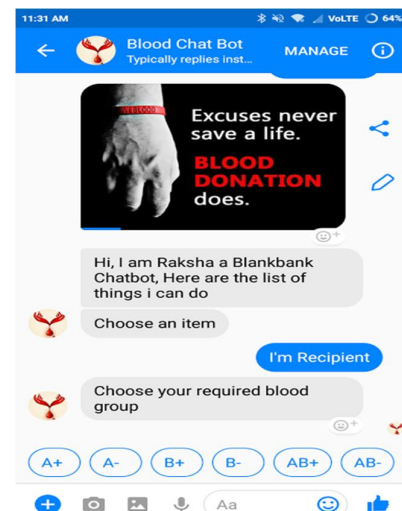 11:31 AM VoLTE 64%
Blood Chat Bot
Typically replies inst...
MANAGE
Excuses never
save a life.
BLOOD
DONATION
does.
Hi, I am Raksha a Blankbank
Chatbot, Here are the list of
things i can do
Choose an item
I'm Recipient
Choose your required blood
group
A+ A- B+ B- AB+ AB-
Aa